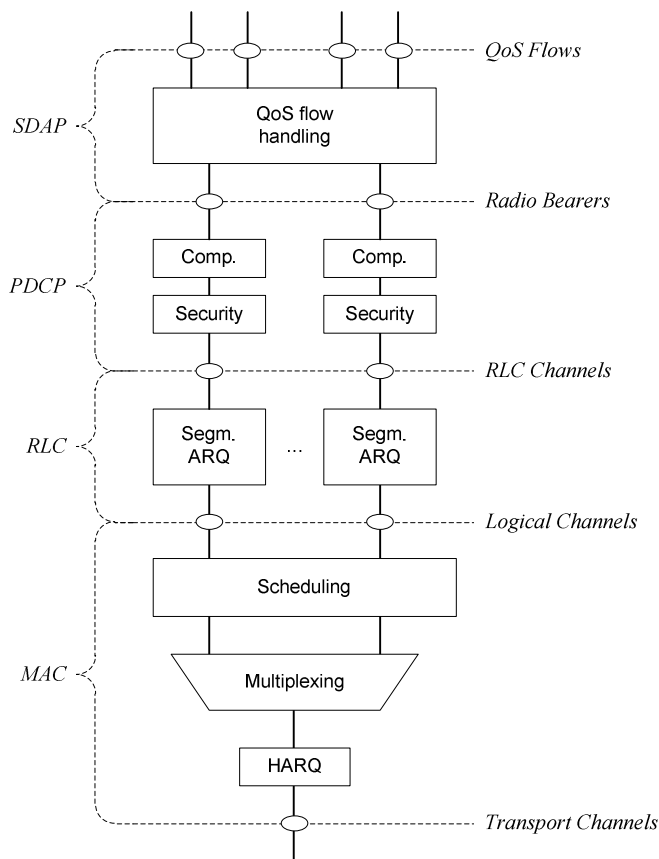 QoS Flows
SDAP
QoS flow
handling
Radio Bearers
Comp.
Comp.
PDCP
Security
Security
RLC Channels
RLC
Segm.
ARQ
...
Segm.
ARQ
Logical Channels
Scheduling
MAC
Multiplexing
HARQ
Transport Channels